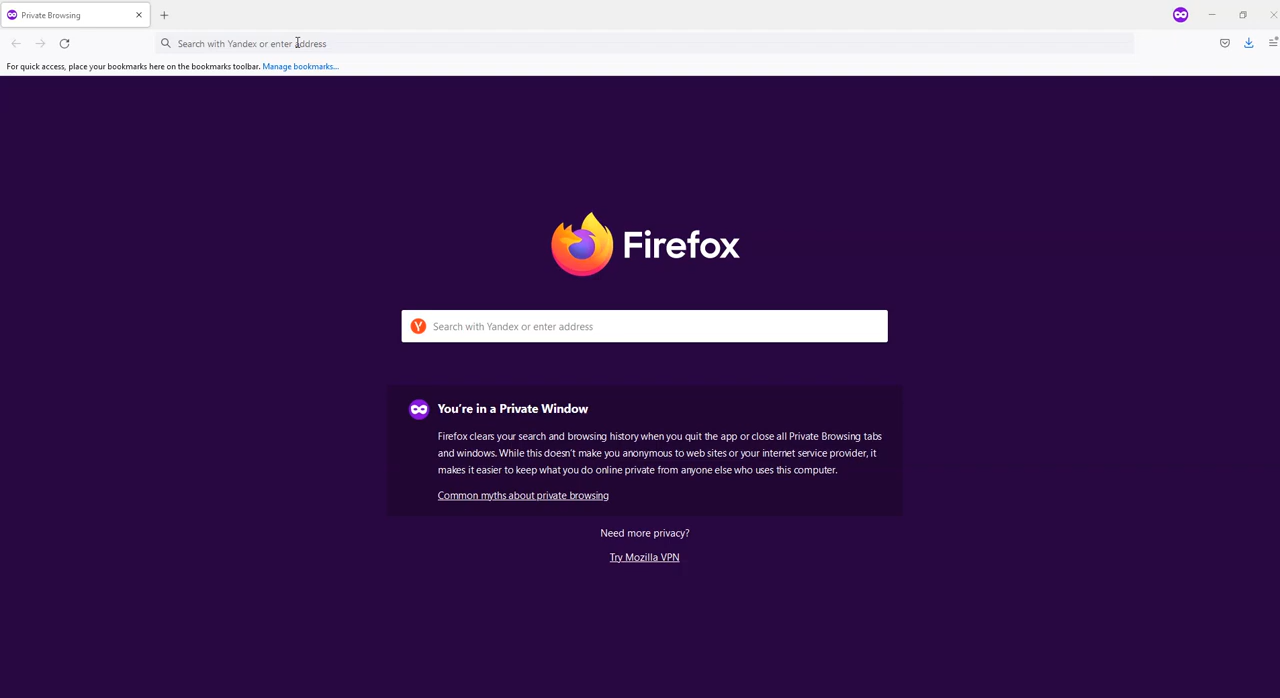 Private Browsing
Search with Yandex or enter address
For quick access, place your bookmarks here on the bookmarks toolbar. Manage bookmarks...
Firefox
Y Search with Yandex or enter address
You're in a Private Window
Firefox clears your search and browsing history when you quit the app or close all Private Browsing tabs
and windows. While this doesn't make you anonymous to web sites or your internet service provider, it
makes it easier to keep what you do online private from anyone else who uses this computer.
Common myths about private browsing
Need more privacy?
Try Mozilla VPN